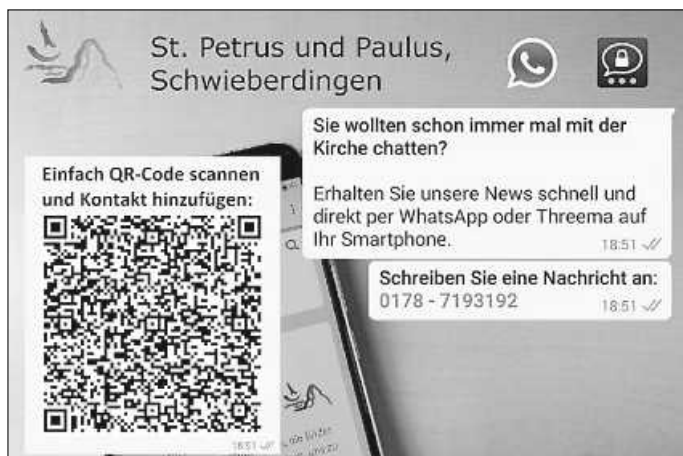 St. Petrus und Paulus,
Schwieberdingen
Sie wollten schon immer mal mit der
Kirche chatten?
Erhalten Sie unsere News schnell und
direkt per WhatsApp oder Threema auf
Ihr Smartphone.
18:51
Schreiben Sie eine Nachricht an:
0178 - 7193192
18:51
Einfach QR-Code scannen
und Kontakt hinzufügen:
18:51